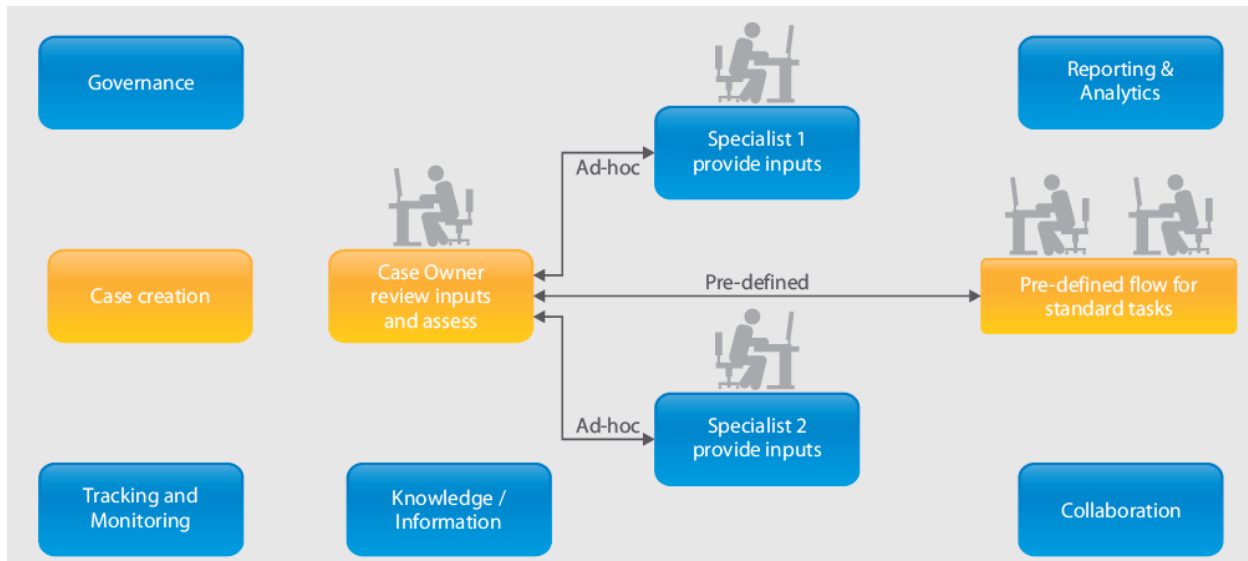 Governance
Reporting &
Analytics
Specialist 1
provide inputs
Ad-hoc
Case creation
Case Owner
review inputs
and assess
Pre-defined
Pre-defined flow for
standard tasks
Ad-hoc
Specialist 2
provide inputs
Tracking and
Monitoring
Knowledge /
Information
Collaboration